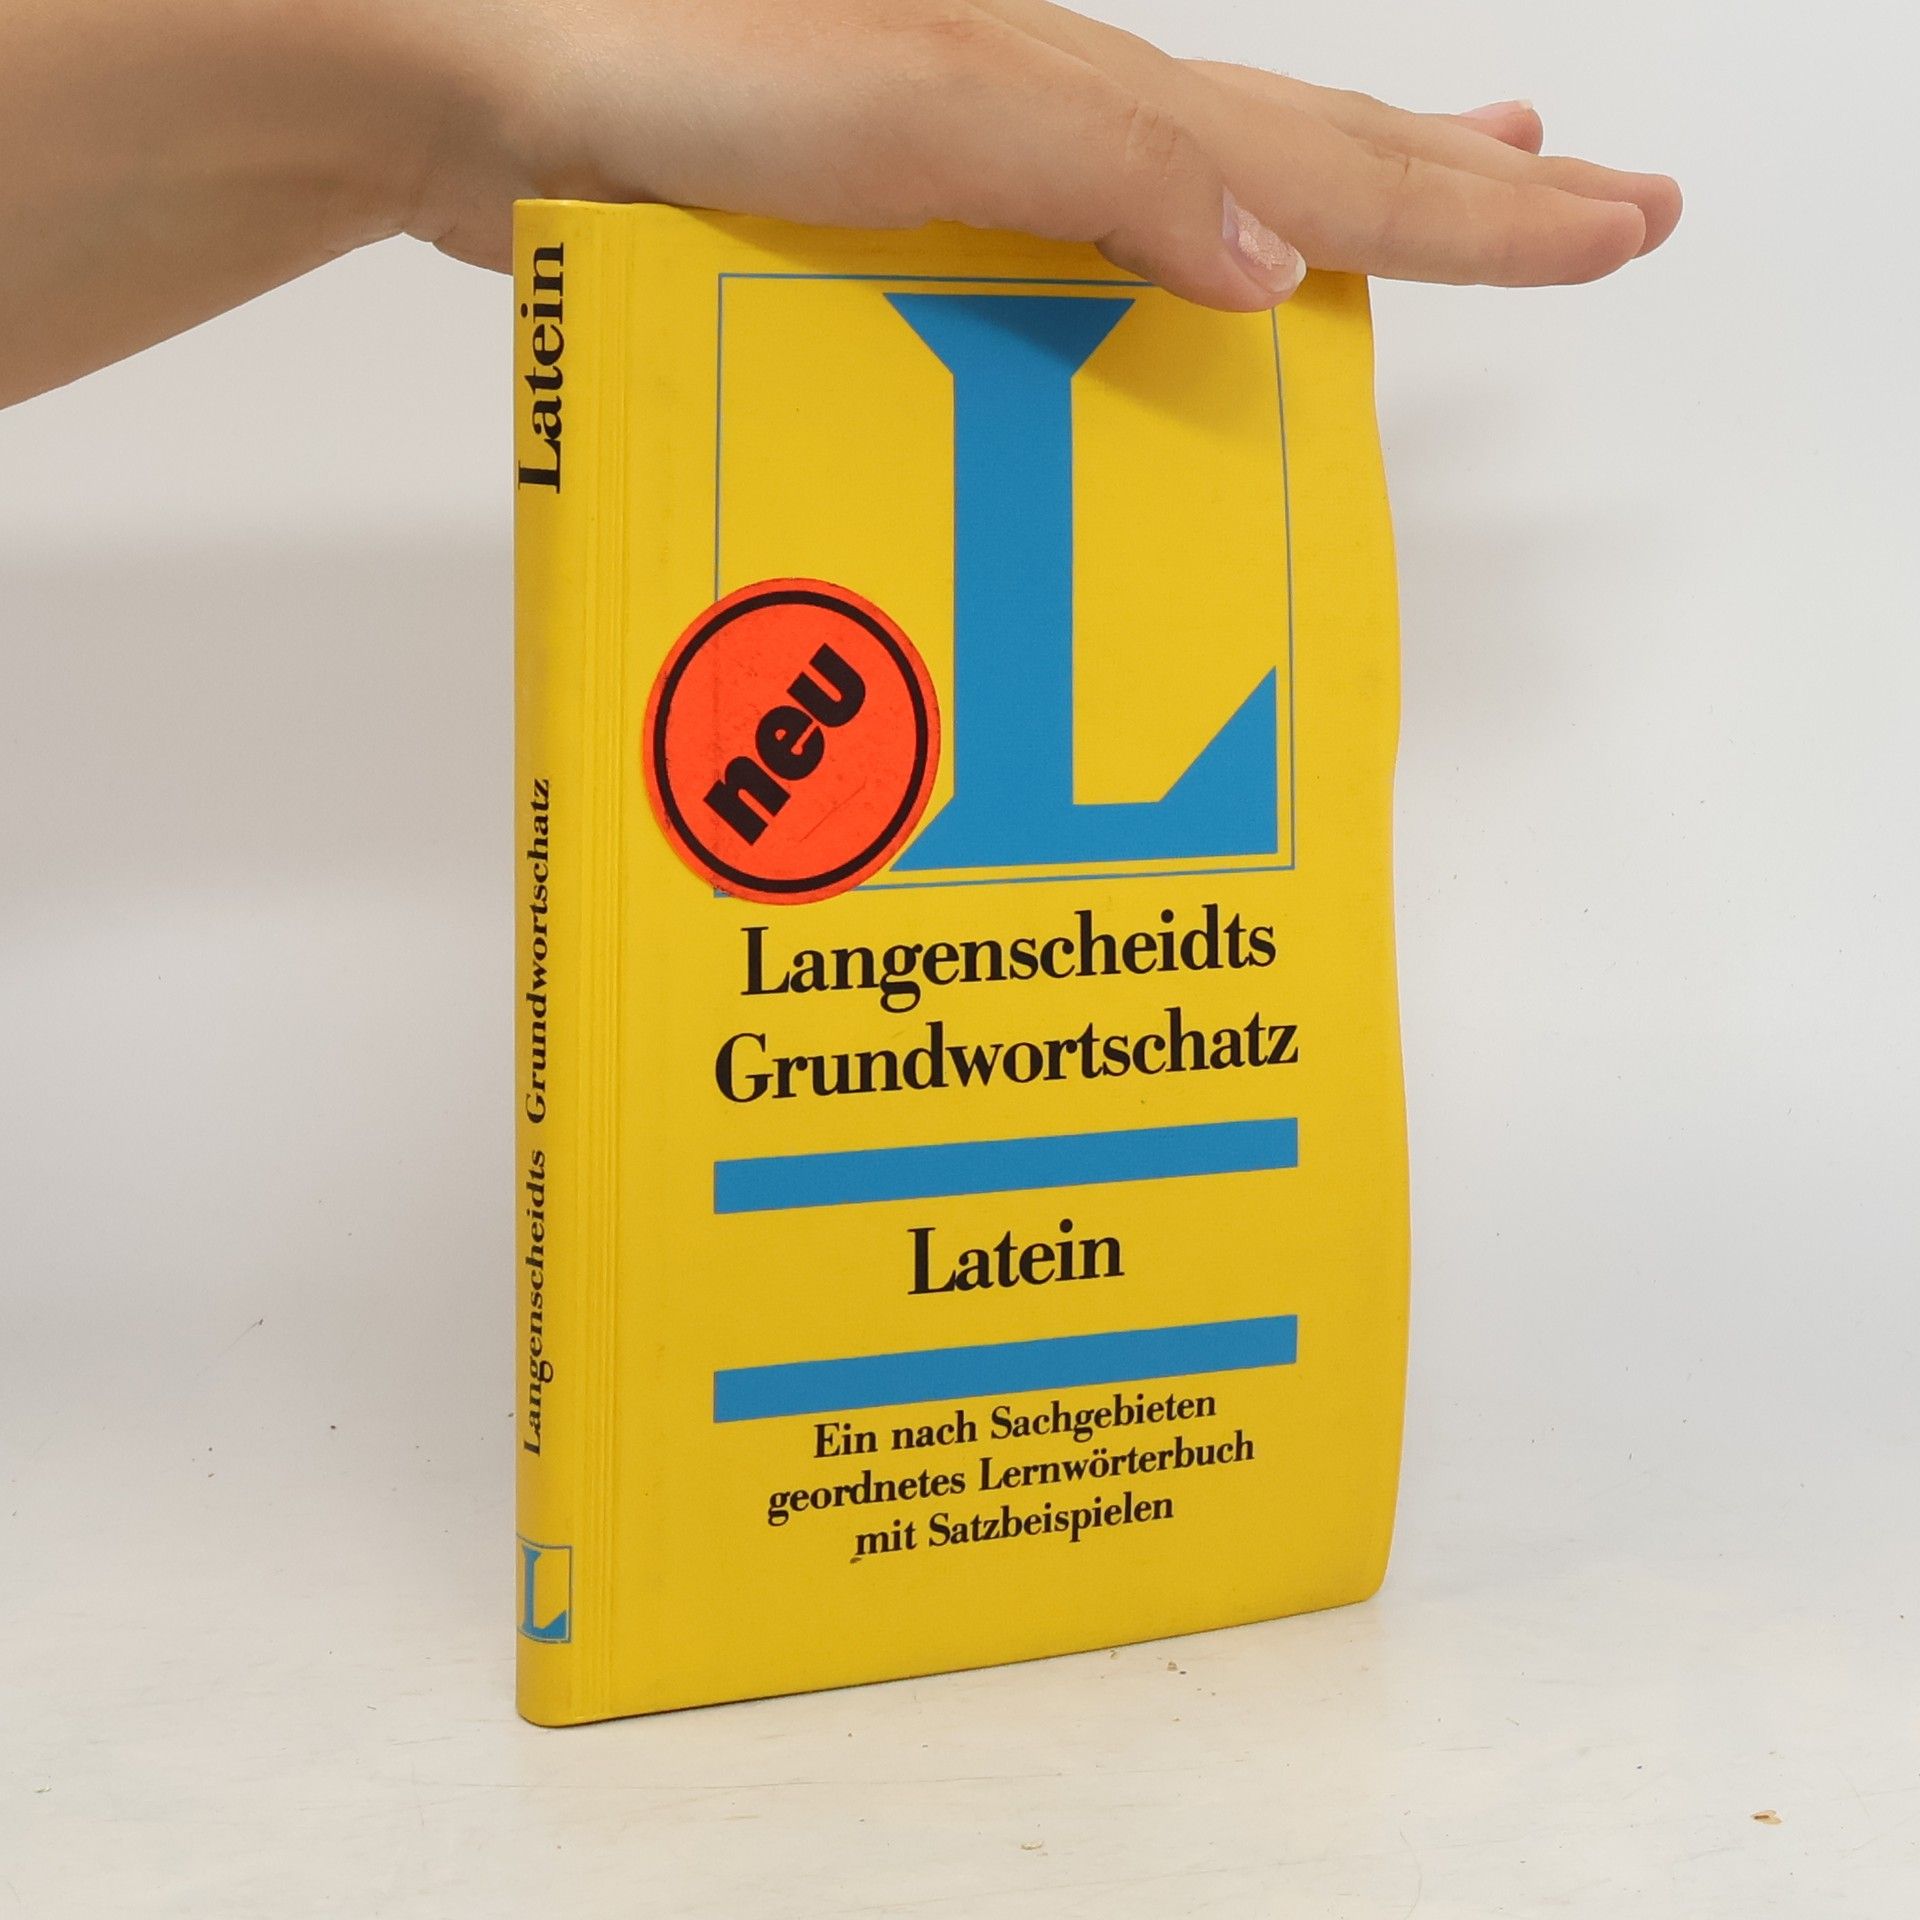 Latein
Langenscheidts Grundwortschatz
L
L
neu
Langenscheidts
Grundwortschatz
Latein
Ein nach Sachgebieten
geordnetes Lernwörterbuch
mit Satzbeispielen